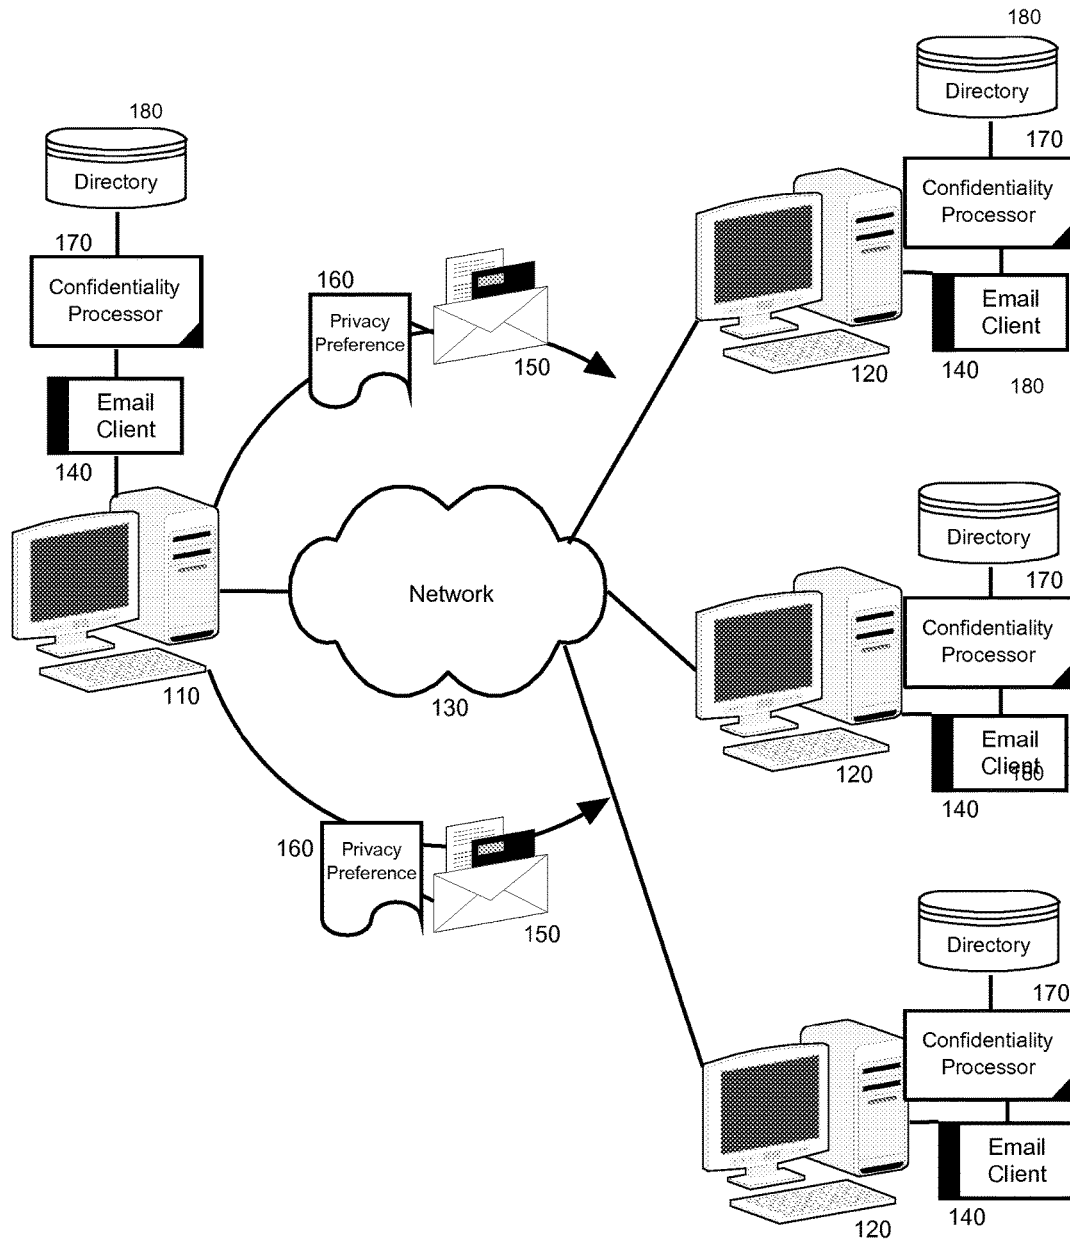 180
Directory
170
Confidentiality
Processor
Email
Client
140
110
160
Privacy
Preference
150
Network
130
160
Privacy
Preference
150
180
Directory
170
Confidentiality
Processor
Email
Client
120
140
180
Directory
170
Confidentiality
Processor
Email
Client
180
120
140
Directory
170
Confidentiality
Processor
Email
Client
120
140